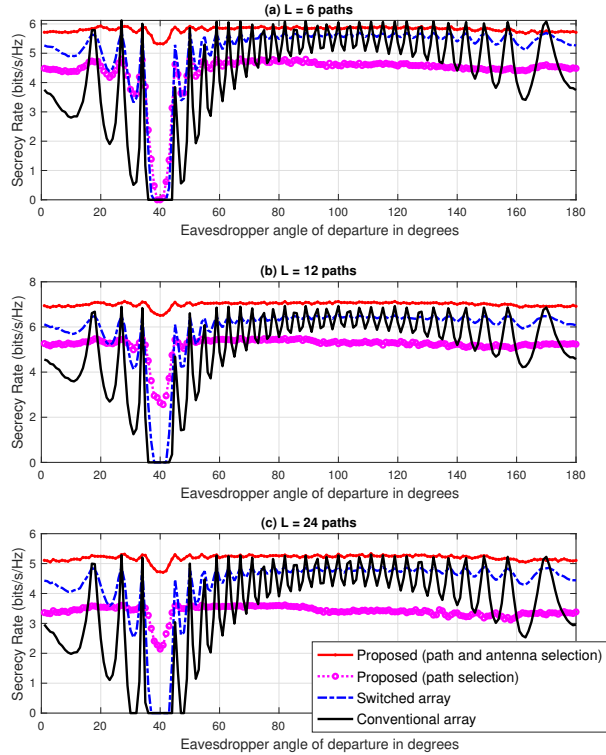 (a) L = 6 paths
Secrecy Rate (bits/s/Hz)
6
5
4
3
2
1
0
0 20 40 60 80 100 120 140 160 180
Eavesdropper angle of departure in degrees
(b) L = 12 paths
Secrecy Rate (bits/s/Hz)
8
6
4
2
0
0 20 40 60 80 100 120 140 160 180
Eavesdropper angle of departure in degrees
(c) L = 24 paths
Secrecy Rate (bits/s/Hz)
6
5
4
3
2
1
0
0 20 40 60 80
Eavesdropper angle
Proposed (path and antenna selection)
Proposed (path selection)
Switched array
Conventional array